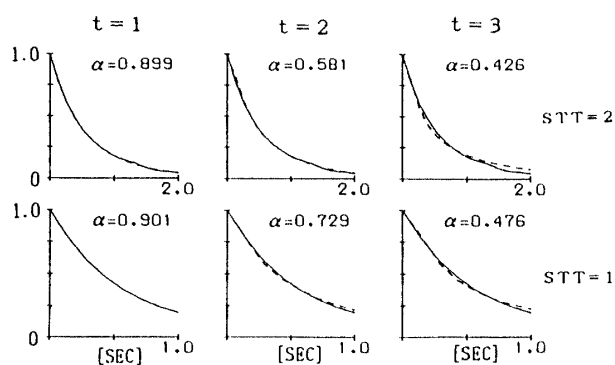 t = 1 t = 2 t = 3
1.0 α=0.899 α=0.581 α=0.426
STT=2
0 2.0 2.0 2.0
1.0 α=0.901 α=0.729 α=0.476
STT=1
0 1.0 1.0 1.0
[SEC] [SEC] [SEC]